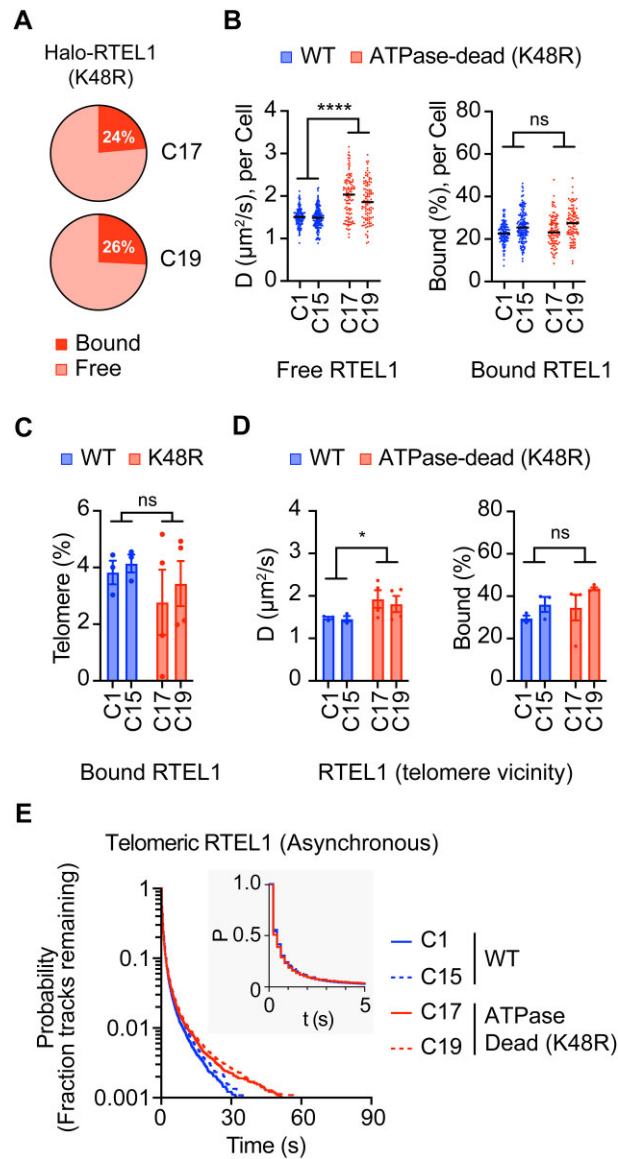 A
Halo-RTEL1
(K48R)
24%
C17
26%
C19
Bound
Free
B
WT ATPase-dead (K48R)
D (µm²/s), per Cell
4
3
2
1
0
****
C1
C15
C17
C19
Free RTEL1
Bound (%), per Cell
80
60
40
20
0
ns
C1
C15
C17
C19
Bound RTEL1
C
WT K48R
Telomere (%)
6
4
2
0
ns
C1
C15
C17
C19
Bound RTEL1
D
WT ATPase-dead (K48R)
D (µm²/s)
4
3
2
1
0
*
C1
C15
C17
C19
Bound (%)
80
60
40
20
0
ns
C1
C15
C17
C19
RTEL1 (telomere vicinity)
E
Telomeric RTEL1 (Asynchronous)
Probability
(Fraction tracks remaining)
1
0.1
0.01
0.001
0 30 60 90
Time (s)
P
1.0
0.5
0
0 5
t (s)
C1
C15
WT
C17
C19
ATPase
Dead (K48R)